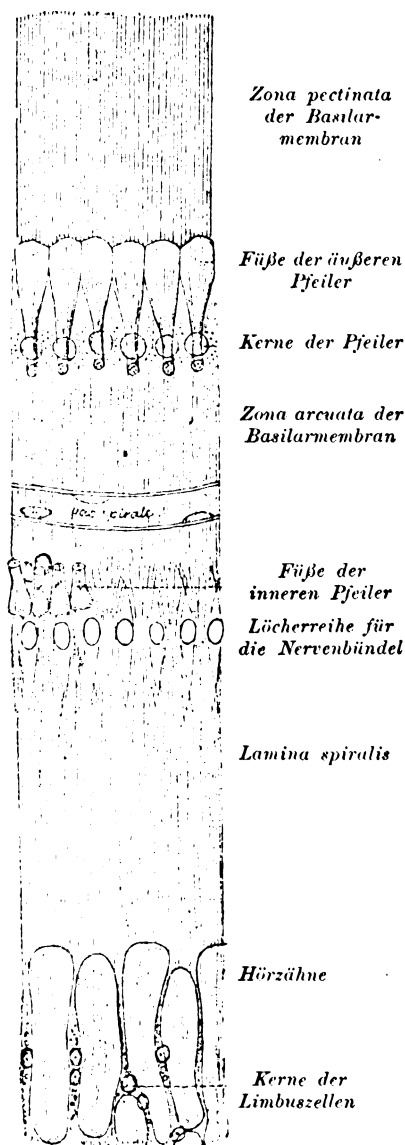 Zona pectinata
der Basilar-
membran
Füße der äußeren
Pfeiler
Kerne der Pfeiler
Zona arcuata der
Basilarmembran
spirale
Füße der
inneren Pfeiler
Löcherreihe für
die Nervenbündel
Lamina spiralis
Hörzähne
Kerne der
Limbuszellen